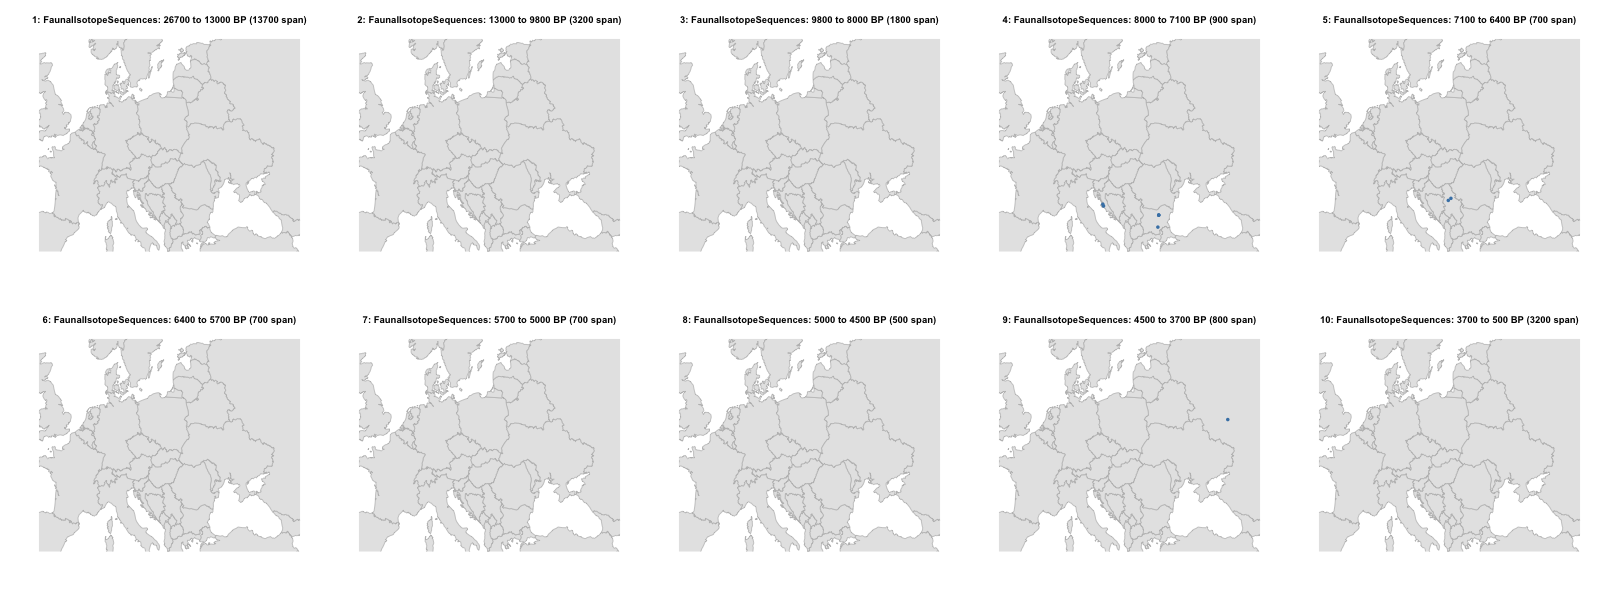 1: FaunalIsotopeSequences: 26700 to 13000 BP (13700 span)
2: FaunalIsotopeSequences: 13000 to 9800 BP (3200 span)
3: FaunalIsotopeSequences: 9800 to 8000 BP (1800 span)
4: FaunalIsotopeSequences: 8000 to 7100 BP (900 span)
5: FaunalIsotopeSequences: 7100 to 6400 BP (700 span)
6: FaunalIsotopeSequences: 6400 to 5700 BP (700 span)
7: FaunalIsotopeSequences: 5700 to 5000 BP (700 span)
8: FaunalIsotopeSequences: 5000 to 4500 BP (500 span)
9: FaunalIsotopeSequences: 4500 to 3700 BP (800 span)
10: FaunalIsotopeSequences: 3700 to 500 BP (3200 span)